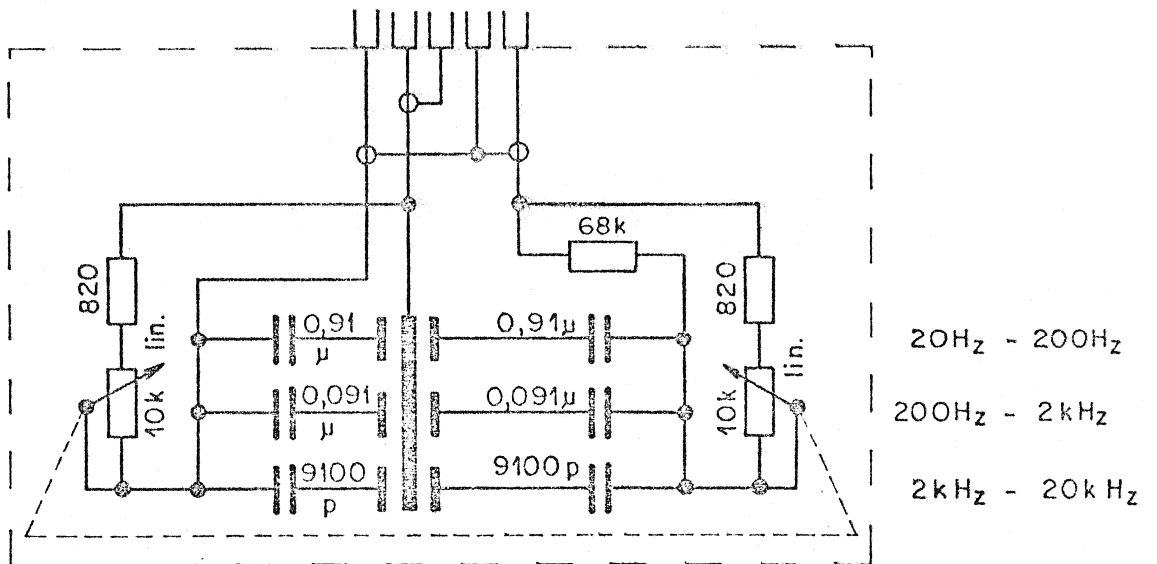 68k
820
820
lin.
lin.
10k
10k
0,91
μ
0,91μ
20Hz - 200Hz
0,091
μ
0,091μ
200Hz - 2kHz
9100
p
9100p
2kHz - 20kHz